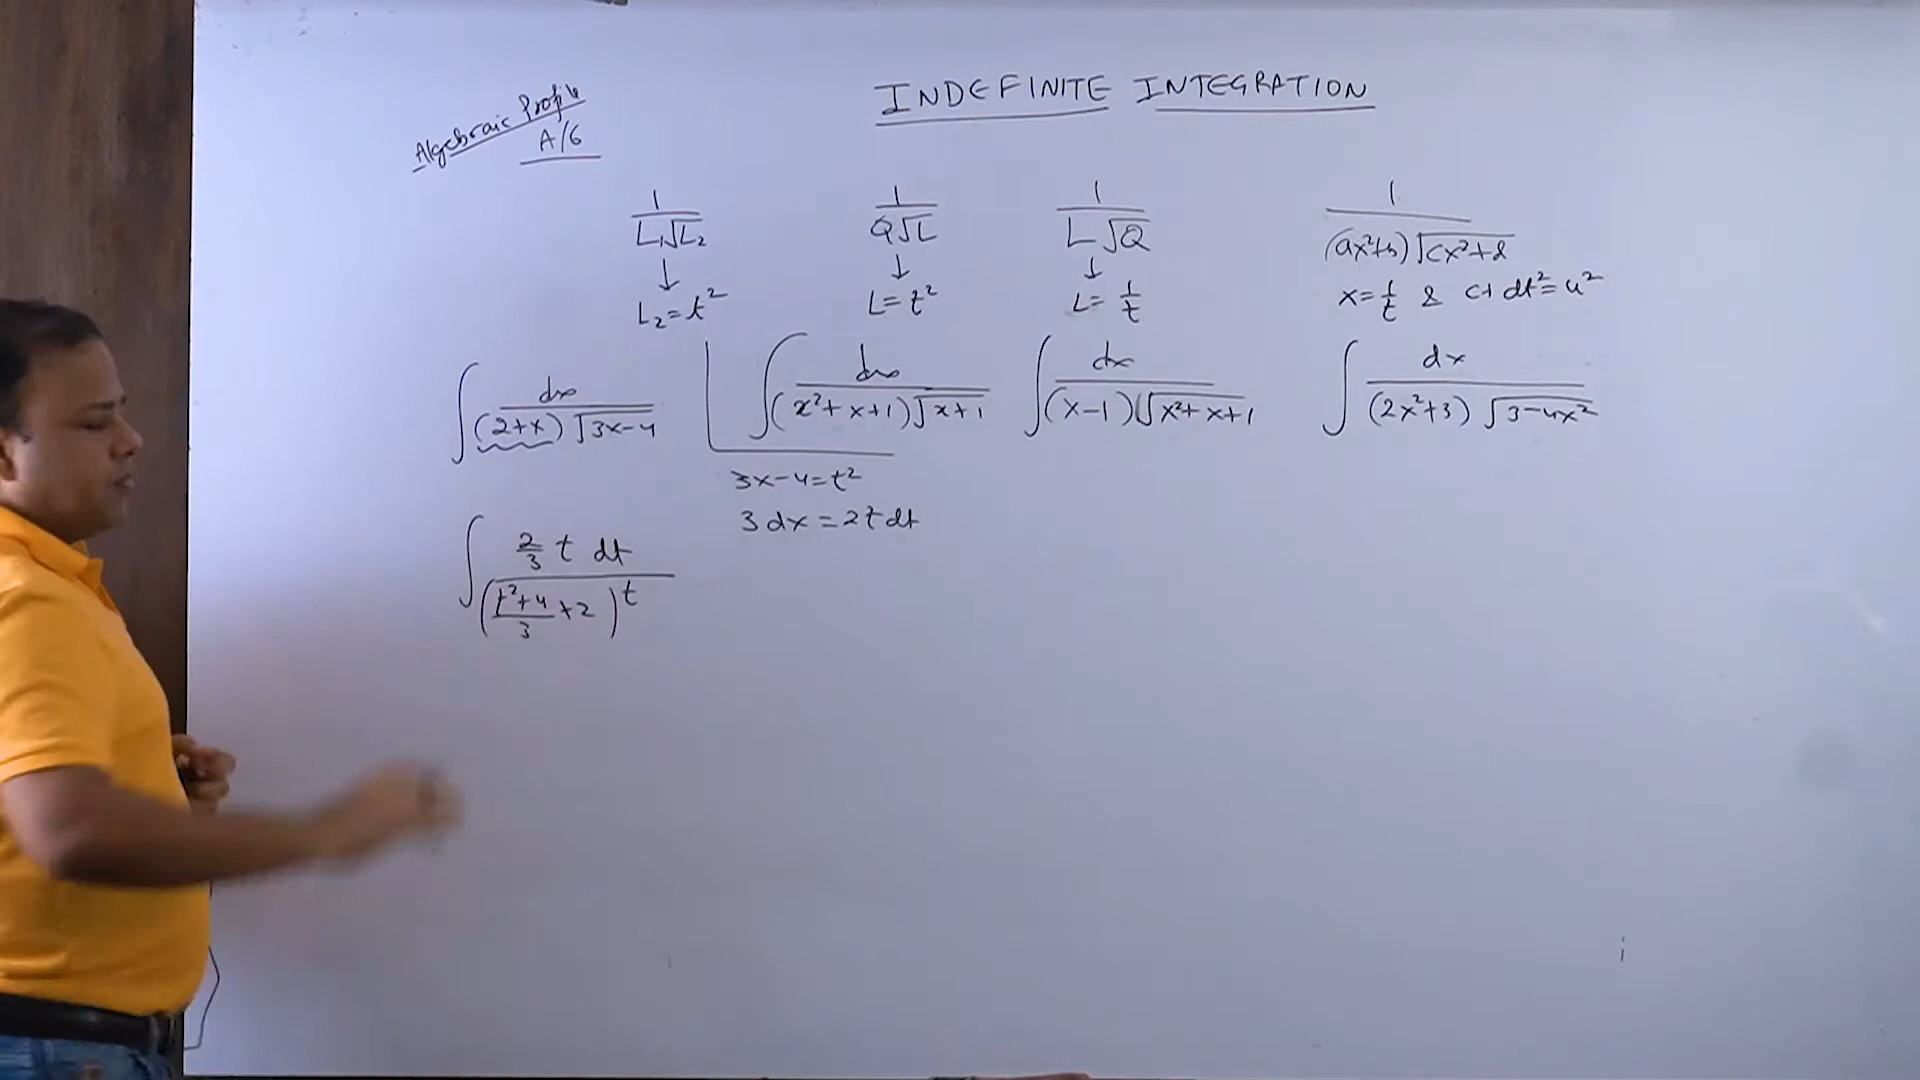 INDEFINITE INTEGRATION
Algebraic Profile
A/6
1/(L₁√L₂) 1/(Q√L) 1/(L√Q) 1/((ax²+b)√(cx²+d))
↓ ↓ ↓
L₂=t² L=t² L=1/t x=1/t & c+dt²=u²
∫dx/((2+x)√(3x-4)) ∫dx/((x²+x+1)√(x+1)) ∫dx/((x-1)√(x²+x+1)) ∫dx/((2x²+3)√(3-4x²))
3x-4=t²
3dx=2t dt
∫(2/3 t dt)/(((t²+4)/3+2)t)